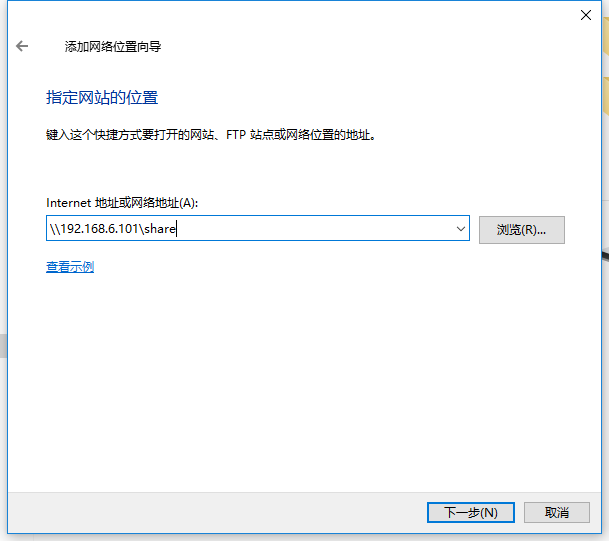 添加网络位置向导
指定网站的位置
键入这个快捷方式要打开的网站、FTP 站点或网络位置的地址。
Internet 地址或网络地址(A):
\\192.168.6.101\share
浏览(R)...
查看示例
下一步(N)
取消